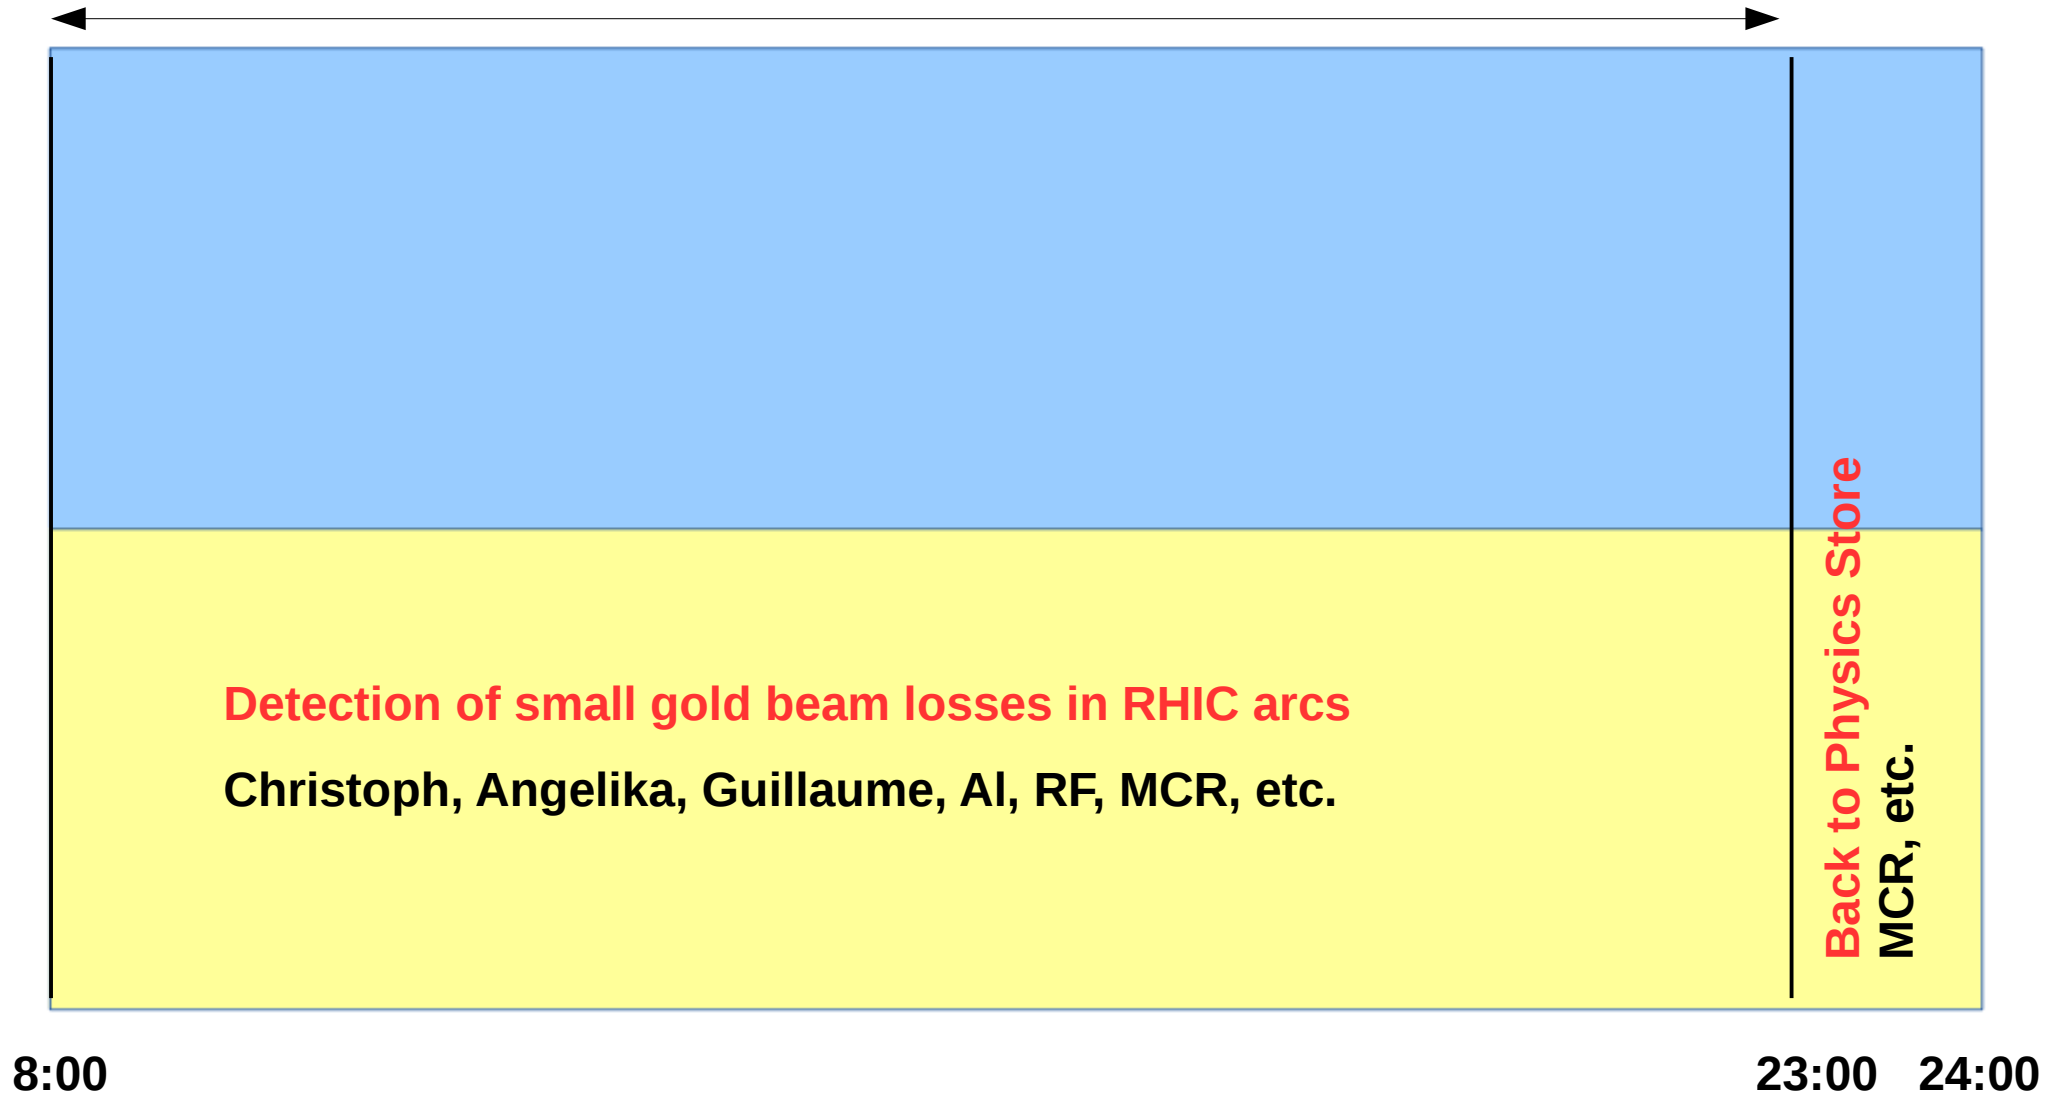 Detection of small gold beam losses in RHIC arcs
Christoph, Angelika, Guillaume, Al, RF, MCR, etc.
Back to Physics Store
MCR, etc.
8:00
23:00
24:00